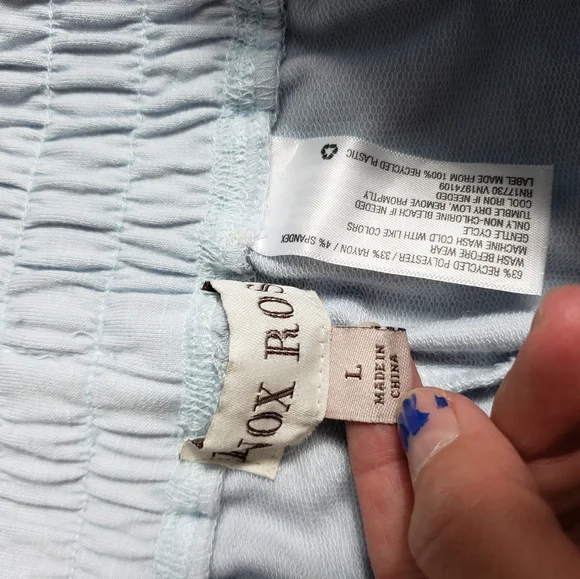 63% RECYCLED POLYESTER / 33% RAYON / 4% SPANDEX
WASH BEFORE WEAR
MACHINE WASH COLD WITH LIKE COLORS
GENTLE CYCLE
ONLY NON-CHLORINE BLEACH IF NEEDED
TUMBLE DRY LOW, REMOVE PROMPTLY
COOL IRON IF NEEDED
RN17730 VN1974109
LABEL MADE FROM 100% RECYCLED PLASTIC
NOX ROS
L
MADE IN
CHINA